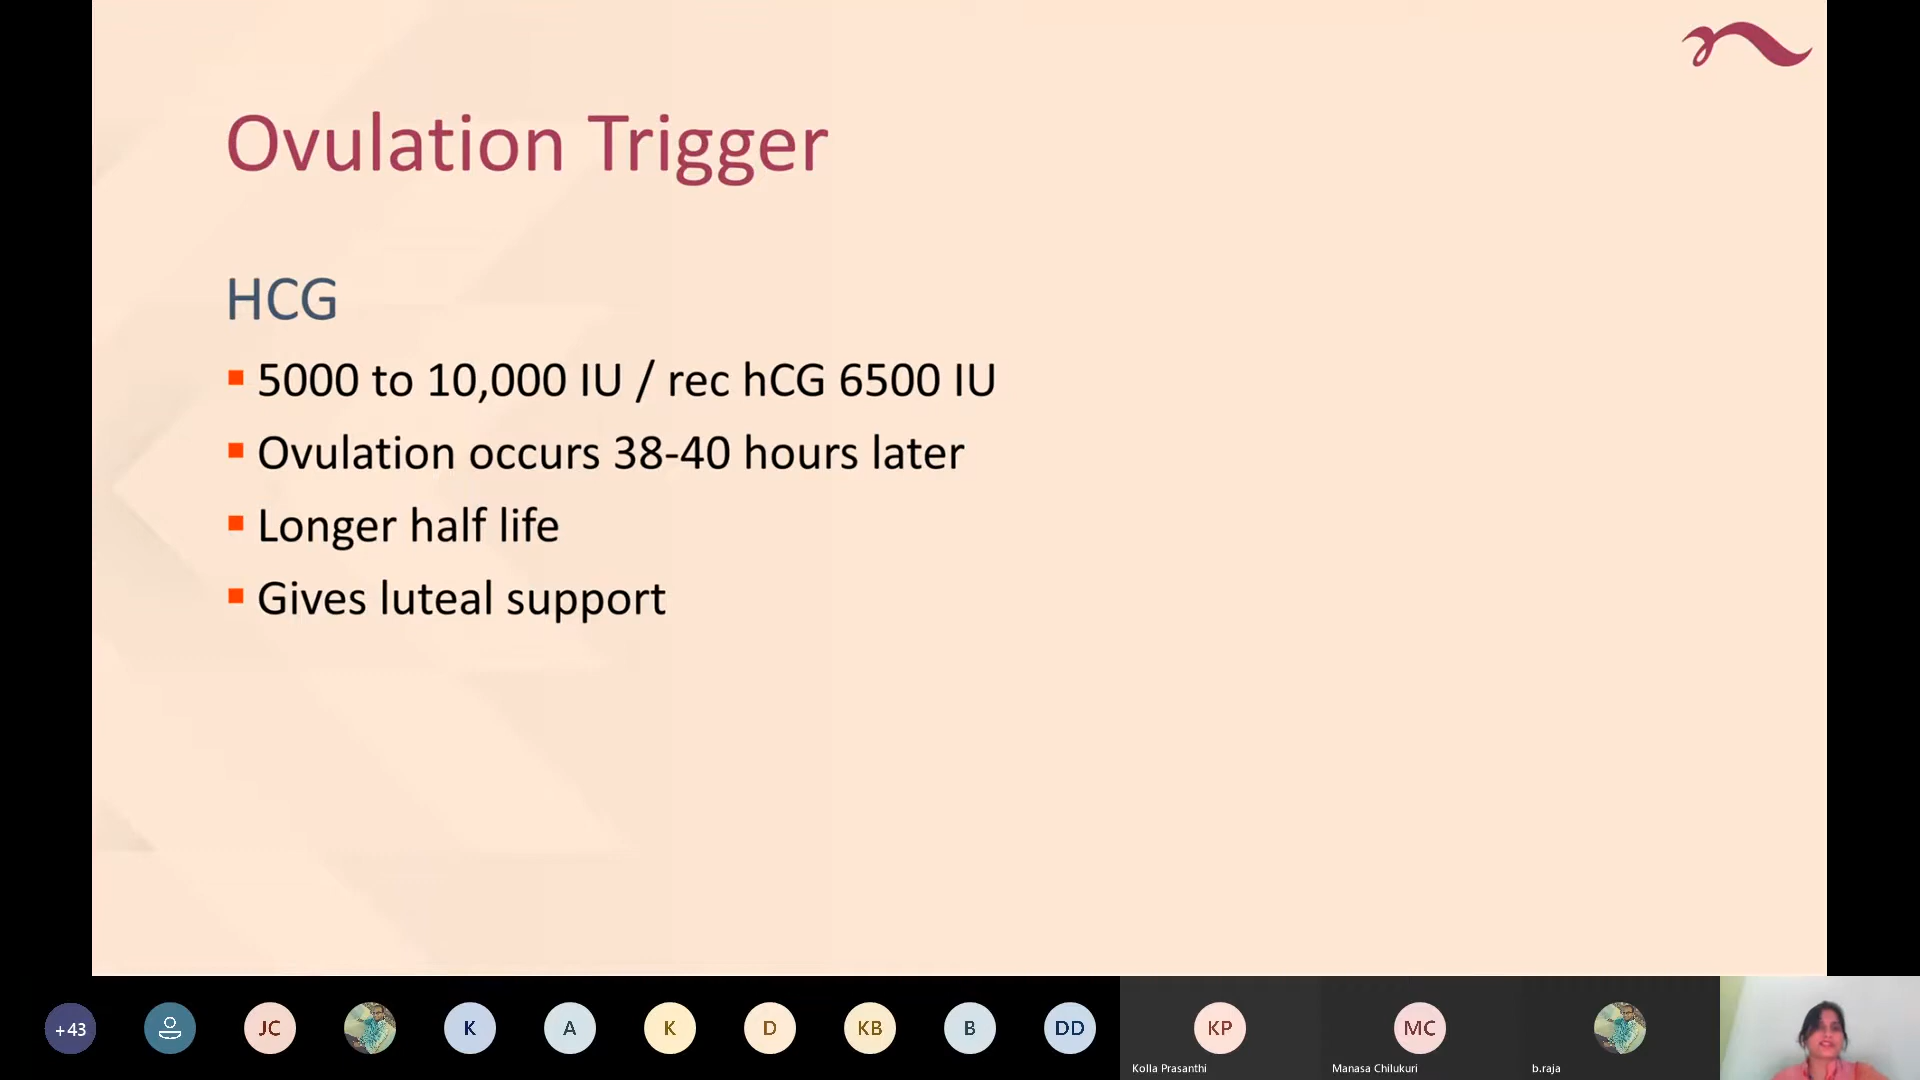 Ovulation Trigger
HCG
5000 to 10,000 IU / rec hCG 6500 IU
Ovulation occurs 38-40 hours later
Longer half life
Gives luteal support
+43
JC
K
A
K
D
KB
B
DD
KP
MC
Kolla Prasanthi
Manasa Chilukuri
b.raja